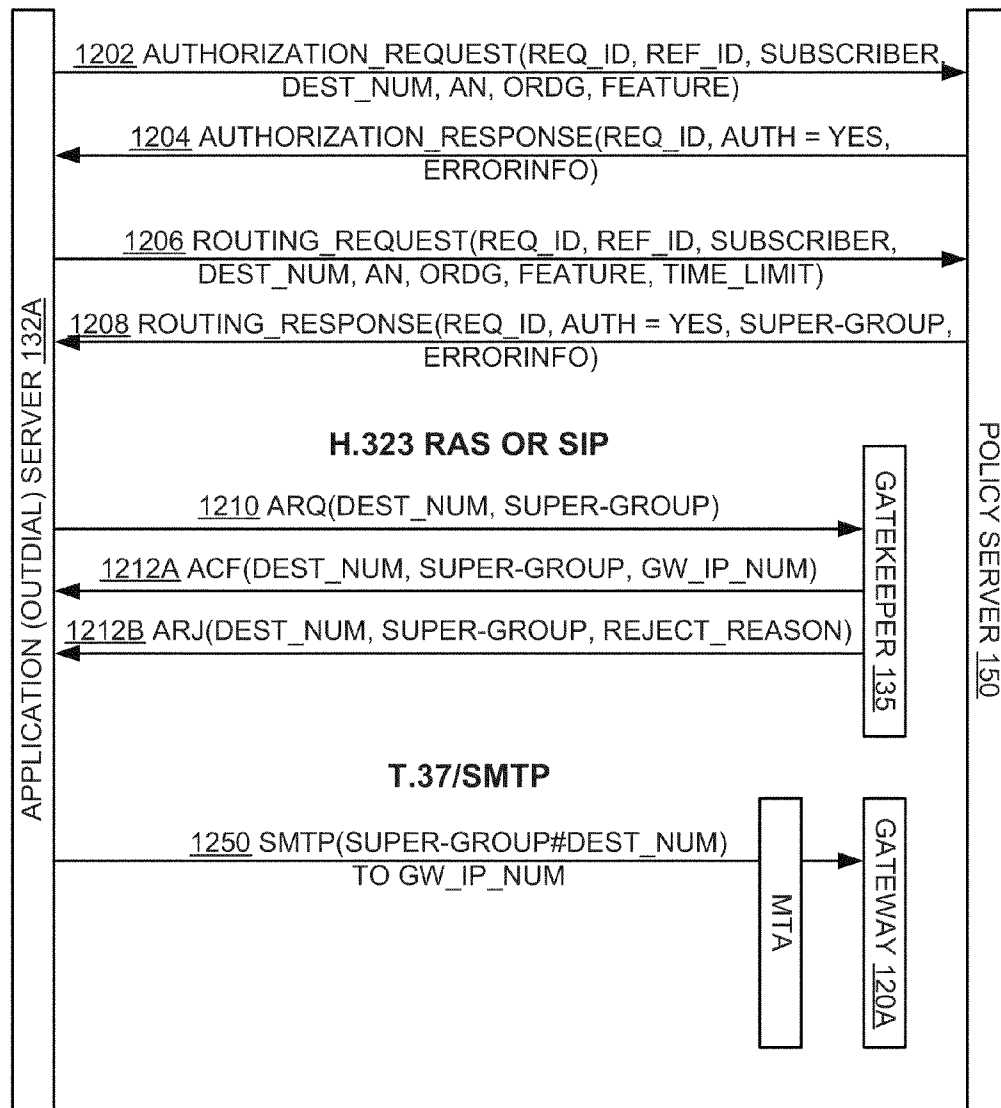 1202 AUTHORIZATION_REQUEST(REQ_ID, REF_ID, SUBSCRIBER,
DEST_NUM, AN, ORDG, FEATURE)
1204 AUTHORIZATION_RESPONSE(REQ_ID, AUTH = YES,
ERRORINFO)
1206 ROUTING_REQUEST(REQ_ID, REF_ID, SUBSCRIBER,
DEST_NUM, AN, ORDG, FEATURE, TIME_LIMIT)
1208 ROUTING_RESPONSE(REQ_ID, AUTH = YES, SUPER-GROUP,
ERRORINFO)
APPLICATION (OUTDIAL) SERVER 132A
POLICY SERVER 150
H.323 RAS OR SIP
1210 ARQ(DEST_NUM, SUPER-GROUP)
1212A ACF(DEST_NUM, SUPER-GROUP, GW_IP_NUM)
1212B ARJ(DEST_NUM, SUPER-GROUP, REJECT_REASON)
GATEKEEPER 135
T.37/SMTP
1250 SMTP(SUPER-GROUP#DEST_NUM)
TO GW_IP_NUM
MTA
GATEWAY 120A